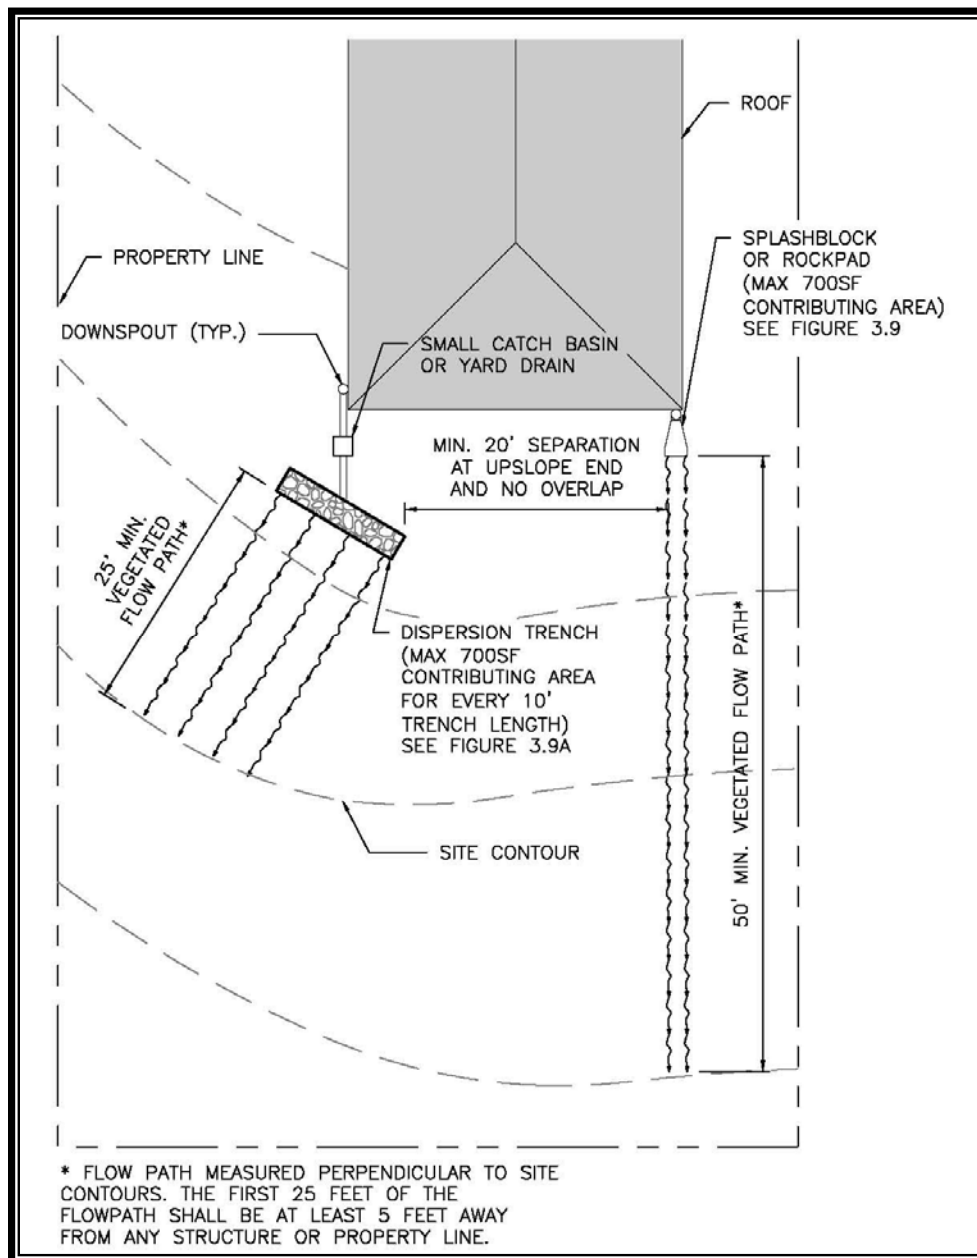 ROOF
SPLASHBLOCK
OR ROCKPAD
(MAX 700SF
CONTRIBUTING AREA)
SEE FIGURE 3.9
PROPERTY LINE
DOWNSPOUT (TYP.)
SMALL CATCH BASIN
OR YARD DRAIN
MIN. 20' SEPARATION
AT UPSLOPE END
AND NO OVERLAP
25' MIN.
VEGETATED
FLOW PATH*
DISPERSION TRENCH
(MAX 700SF
CONTRIBUTING AREA
FOR EVERY 10'
TRENCH LENGTH)
SEE FIGURE 3.9A
50' MIN. VEGETATED FLOW PATH*
SITE CONTOUR
* FLOW PATH MEASURED PERPENDICULAR TO SITE
CONTOURS. THE FIRST 25 FEET OF THE
FLOWPATH SHALL BE AT LEAST 5 FEET AWAY
FROM ANY STRUCTURE OR PROPERTY LINE.